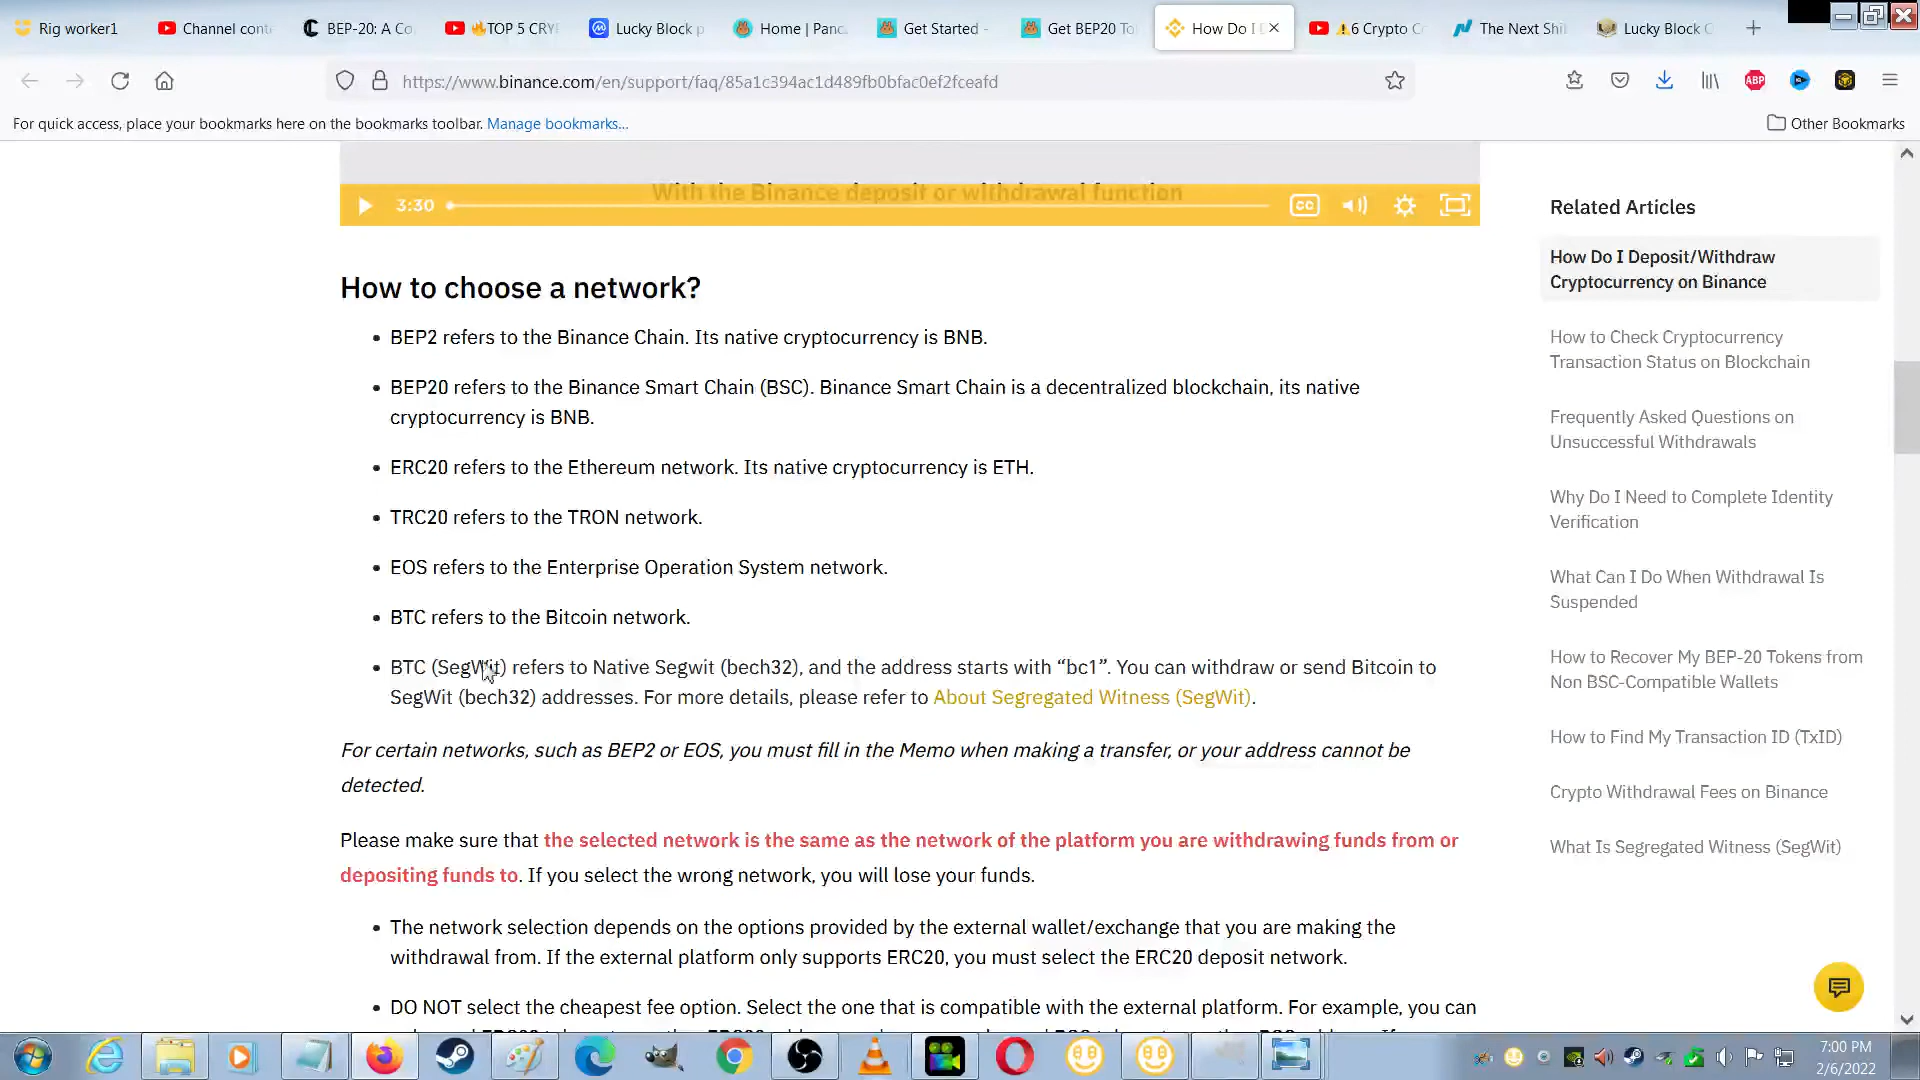 Rig worker1
Channel cont
BEP-20: A Co
🔥TOP 5 CRY
Lucky Block p
Home | Panc
Get Started -
Get BEP20 To
How Do I D
⚠6 Crypto C
The Next Shi
Lucky Block C
https://www.binance.com/en/support/faq/85a1c394ac1d489fb0bfac0ef2fceafd
ABP
For quick access, place your bookmarks here on the bookmarks toolbar. Manage bookmarks...
Other Bookmarks
With the Binance deposit or withdrawal function
3:30
CC
How to choose a network?
• BEP2 refers to the Binance Chain. Its native cryptocurrency is BNB.
• BEP20 refers to the Binance Smart Chain (BSC). Binance Smart Chain is a decentralized blockchain, its native
cryptocurrency is BNB.
• ERC20 refers to the Ethereum network. Its native cryptocurrency is ETH.
• TRC20 refers to the TRON network.
• EOS refers to the Enterprise Operation System network.
• BTC refers to the Bitcoin network.
• BTC (SegWit) refers to Native Segwit (bech32), and the address starts with “bc1”. You can withdraw or send Bitcoin to
SegWit (bech32) addresses. For more details, please refer to About Segregated Witness (SegWit).
For certain networks, such as BEP2 or EOS, you must fill in the Memo when making a transfer, or your address cannot be
detected.
Please make sure that the selected network is the same as the network of the platform you are withdrawing funds from or
depositing funds to. If you select the wrong network, you will lose your funds.
• The network selection depends on the options provided by the external wallet/exchange that you are making the
withdrawal from. If the external platform only supports ERC20, you must select the ERC20 deposit network.
• DO NOT select the cheapest fee option. Select the one that is compatible with the external platform. For example, you can
Related Articles
How Do I Deposit/Withdraw
Cryptocurrency on Binance
How to Check Cryptocurrency
Transaction Status on Blockchain
Frequently Asked Questions on
Unsuccessful Withdrawals
Why Do I Need to Complete Identity
Verification
What Can I Do When Withdrawal Is
Suspended
How to Recover My BEP-20 Tokens from
Non BSC-Compatible Wallets
How to Find My Transaction ID (TxID)
Crypto Withdrawal Fees on Binance
What Is Segregated Witness (SegWit)
7:00 PM
2/6/2022